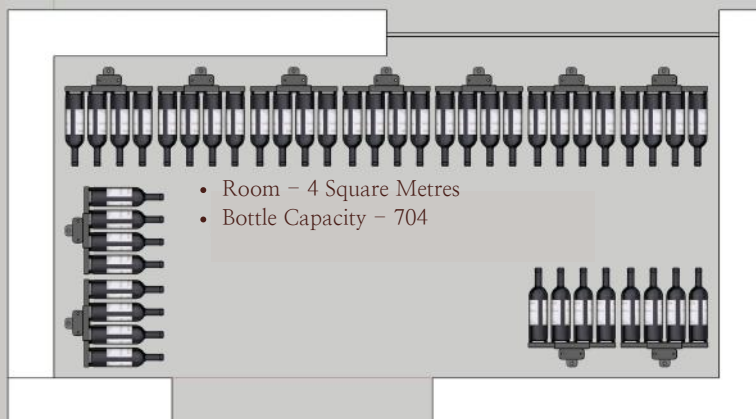 • Room – 4 Square Metres
• Bottle Capacity – 704